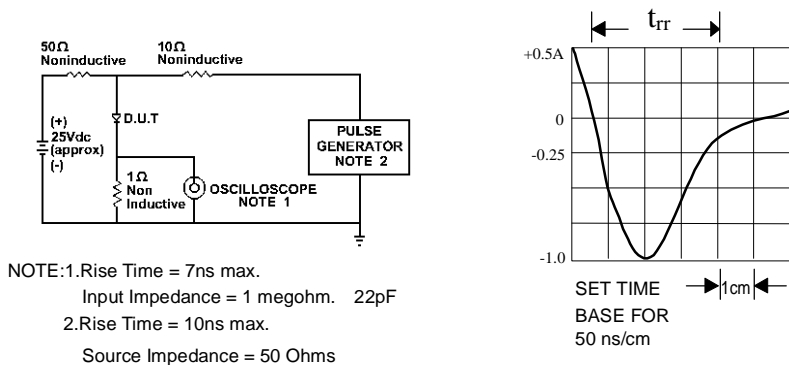 50Ω
Noninductive
10Ω
Noninductive
D.U.T
(+)
25Vdc
(approx)
(-)
1Ω
Non
Inductive
OSCILLOSCOPE
NOTE 1
PULSE
GENERATOR
NOTE 2
NOTE:1.Rise Time = 7ns max.
Input Impedance = 1 megohm. 22pF
2.Rise Time = 10ns max.
Source Impedance = 50 Ohms
trr
+0.5A
0
-0.25
-1.0
1cm
SET TIME
BASE FOR
50 ns/cm